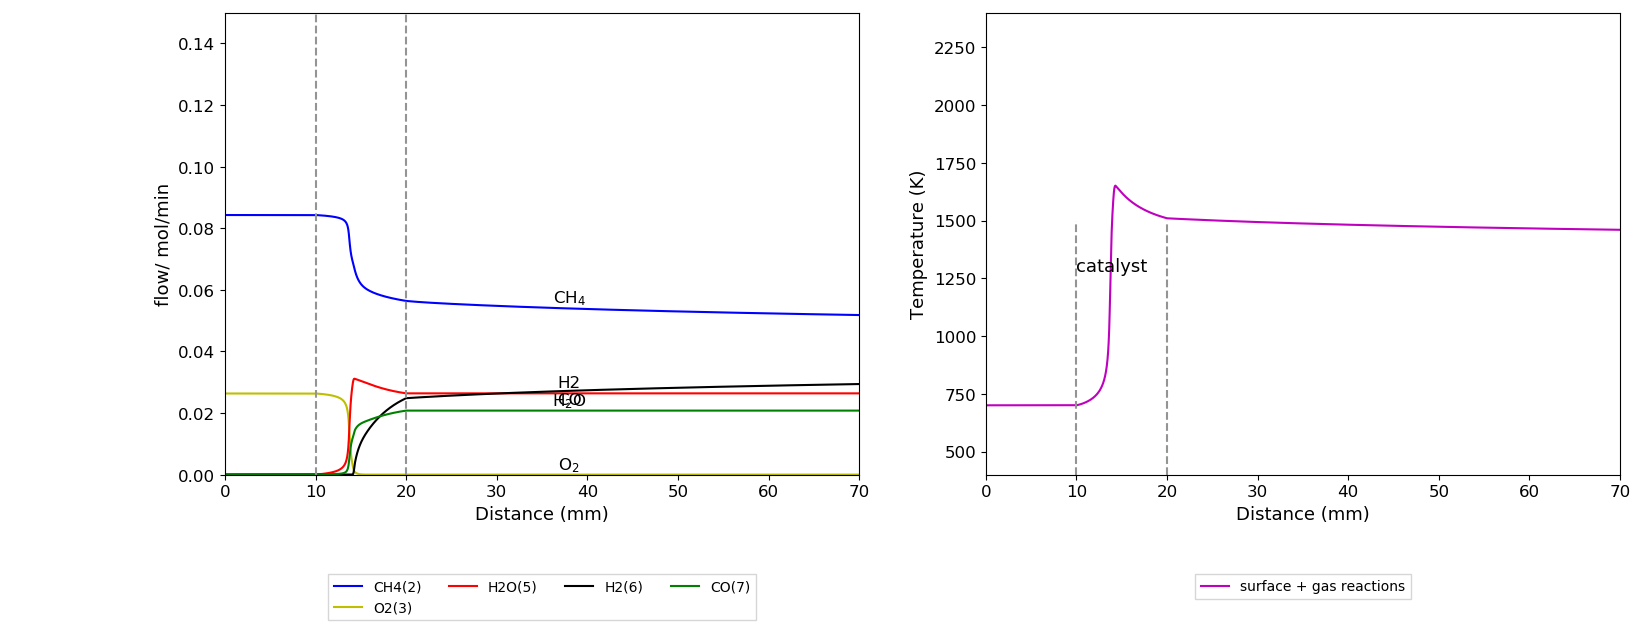 0.14
0.12
0.10
0.08
0.06
0.04
0.02
0.00
flow/ mol/min
CH4
H2
H2O
CO
O2
0 10 20 30 40 50 60 70
Distance (mm)
CH4(2) H2O(5) H2(6) CO(7)
O2(3)
2250
2000
1750
1500
1250
1000
750
500
Temperature (K)
catalyst
0 10 20 30 40 50 60 70
Distance (mm)
surface + gas reactions